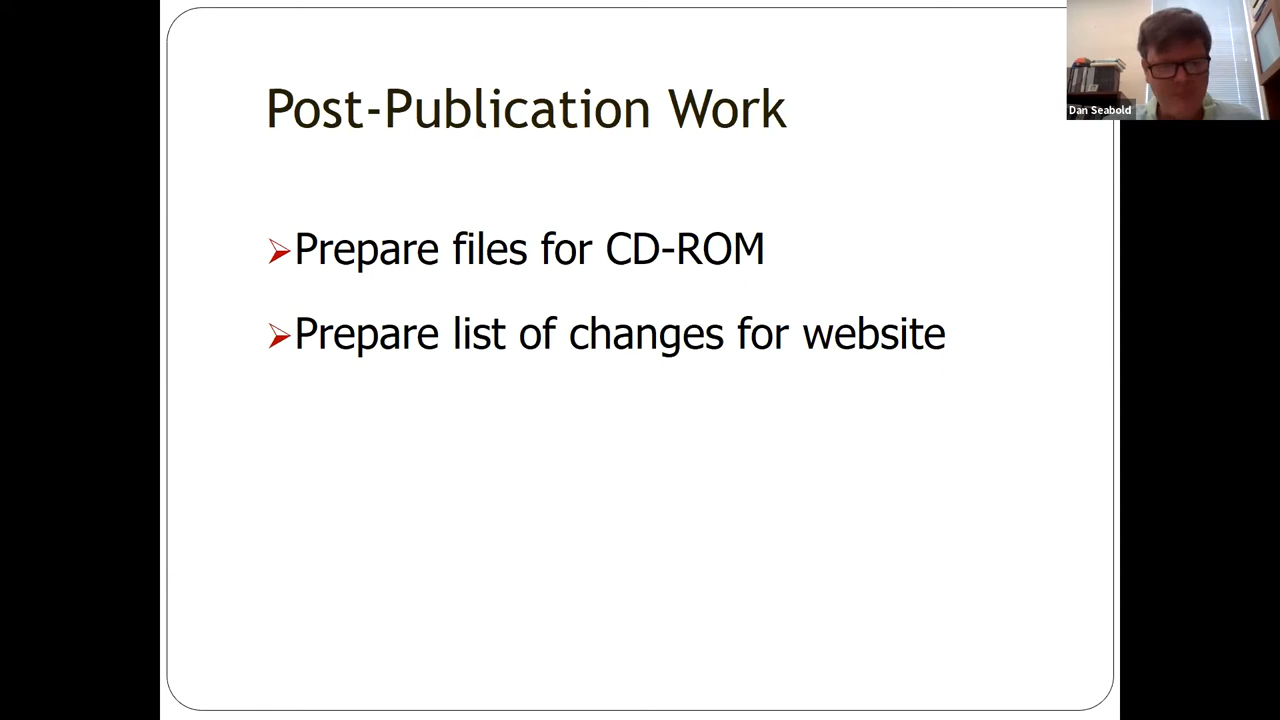 Post-Publication Work
Dan Seabold
Prepare files for CD-ROM
Prepare list of changes for website